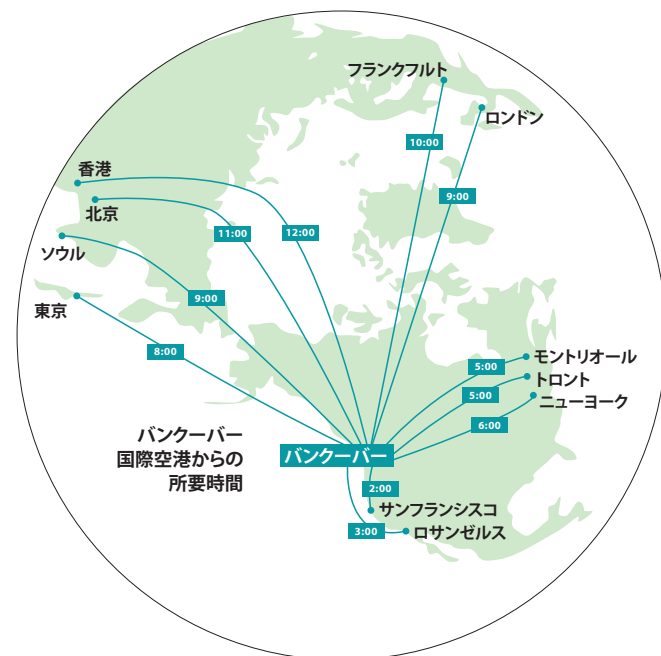 フランクフルト
ロンドン
10:00
香港
9:00
北京
12:00
11:00
ソウル
9:00
東京
8:00
モントリオール
5:00
トロント
5:00
ニューヨーク
6:00
バンクーバー
国際空港からの
所要時間
バンクーバー
2:00
サンフランシスコ
3:00
ロサンゼルス